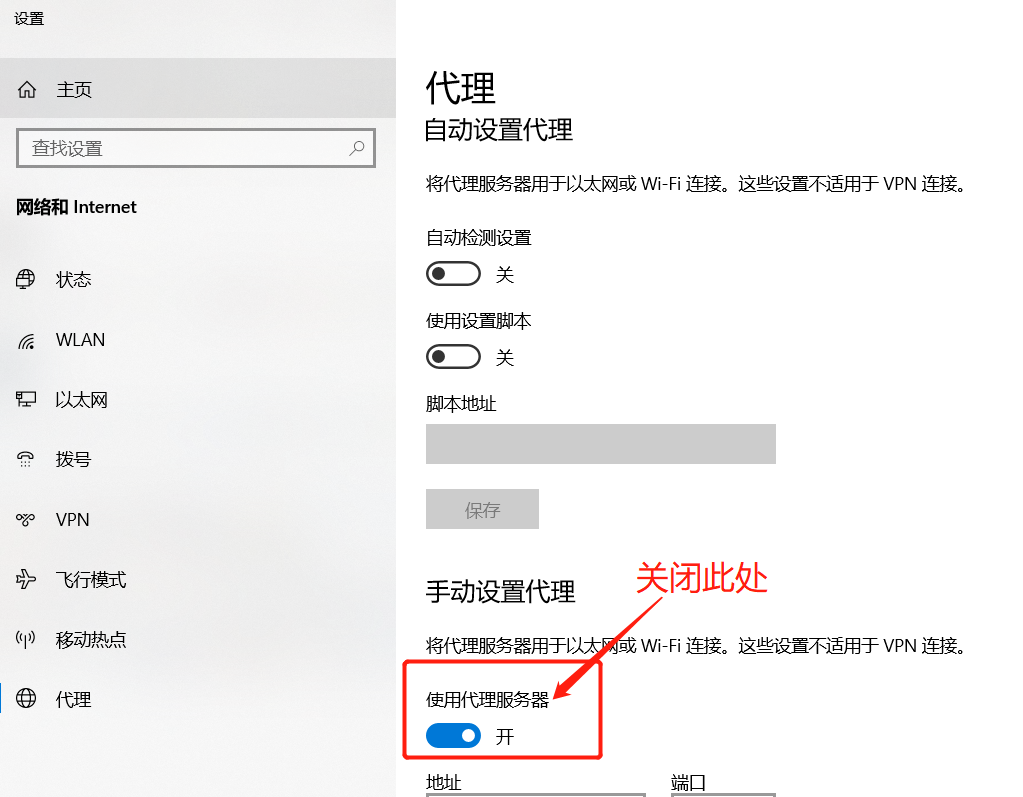 设置
主页
查找设置
网络和 Internet
状态
WLAN
以太网
拨号
VPN
飞行模式
移动热点
代理
代理
自动设置代理
将代理服务器用于以太网或 Wi-Fi 连接。这些设置不适用于 VPN 连接。
自动检测设置
关
使用设置脚本
关
脚本地址
保存
手动设置代理
关闭此处
将代理服务器用于以太网或 Wi-Fi 连接。这些设置不适用于 VPN 连接。
使用代理服务器
开
地址 端口